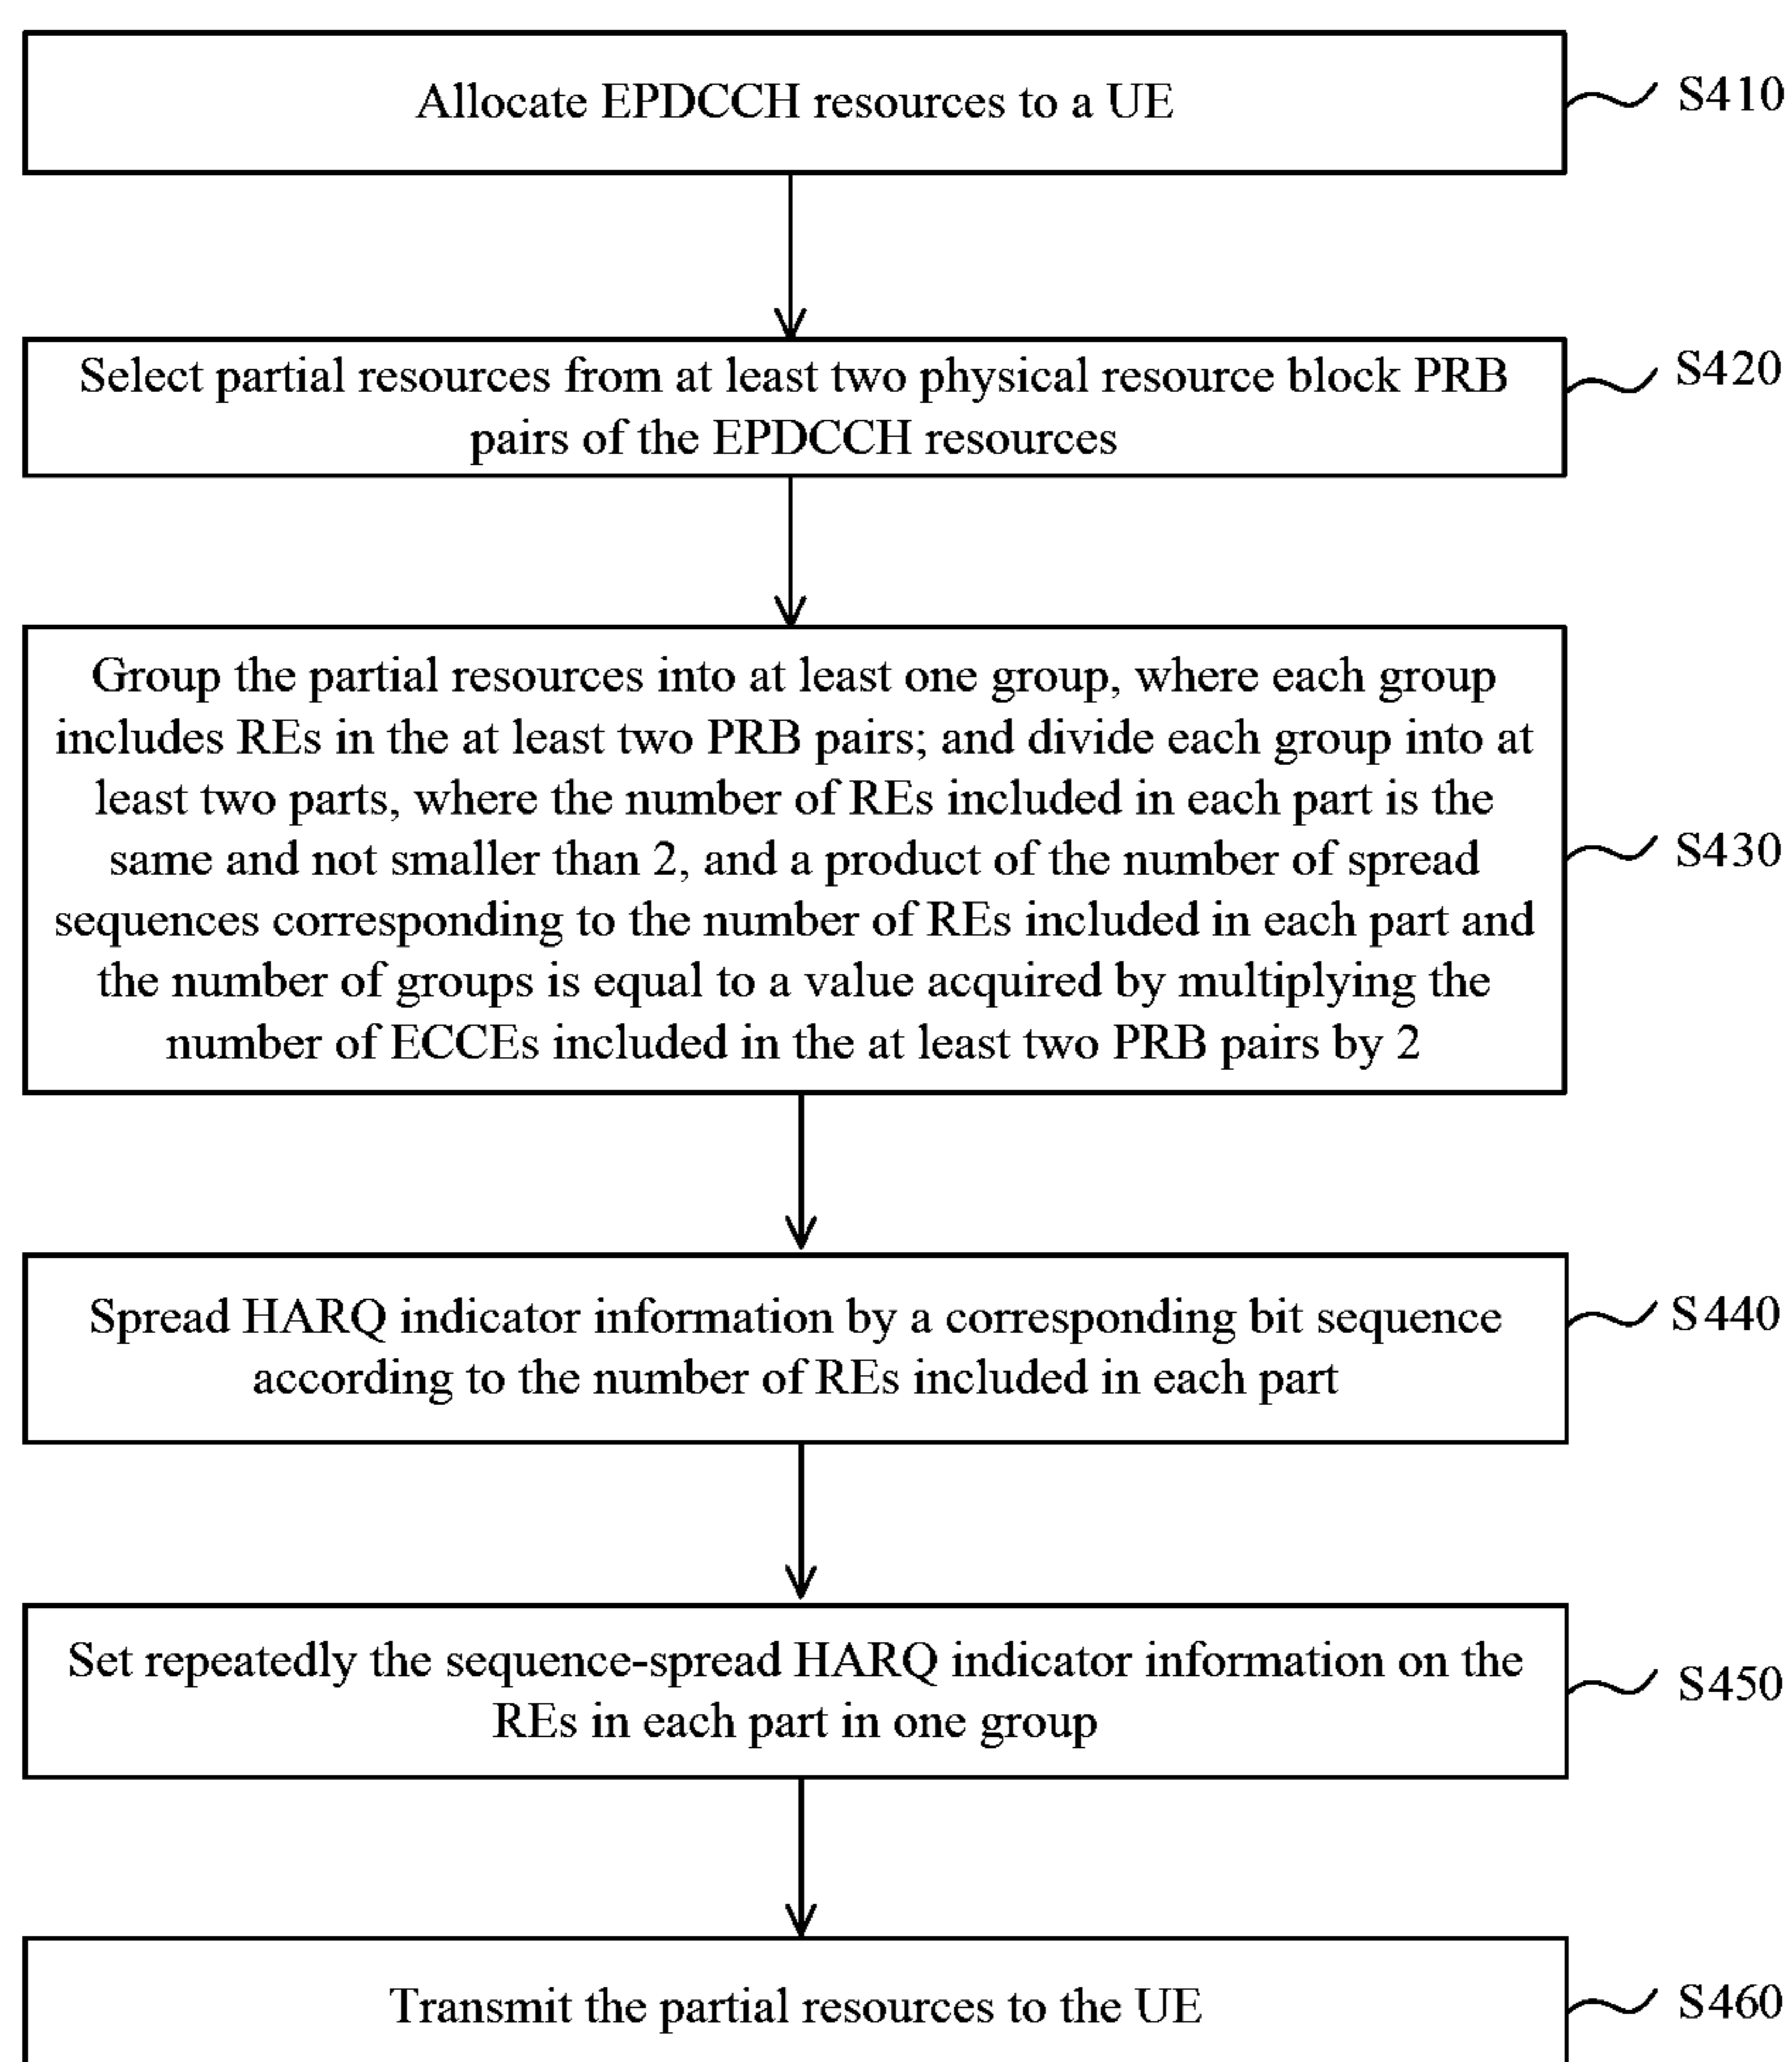 Allocate EPDCCH resources to a UE
S410
Select partial resources from at least two physical resource block PRB
pairs of the EPDCCH resources
S420
Group the partial resources into at least one group, where each group
includes REs in the at least two PRB pairs; and divide each group into at
least two parts, where the number of REs included in each part is the
same and not smaller than 2, and a product of the number of spread
sequences corresponding to the number of REs included in each part and
the number of groups is equal to a value acquired by multiplying the
number of ECCEs included in the at least two PRB pairs by 2
S430
Spread HARQ indicator information by a corresponding bit sequence
according to the number of REs included in each part
S440
Set repeatedly the sequence-spread HARQ indicator information on the
REs in each part in one group
S450
Transmit the partial resources to the UE
S460